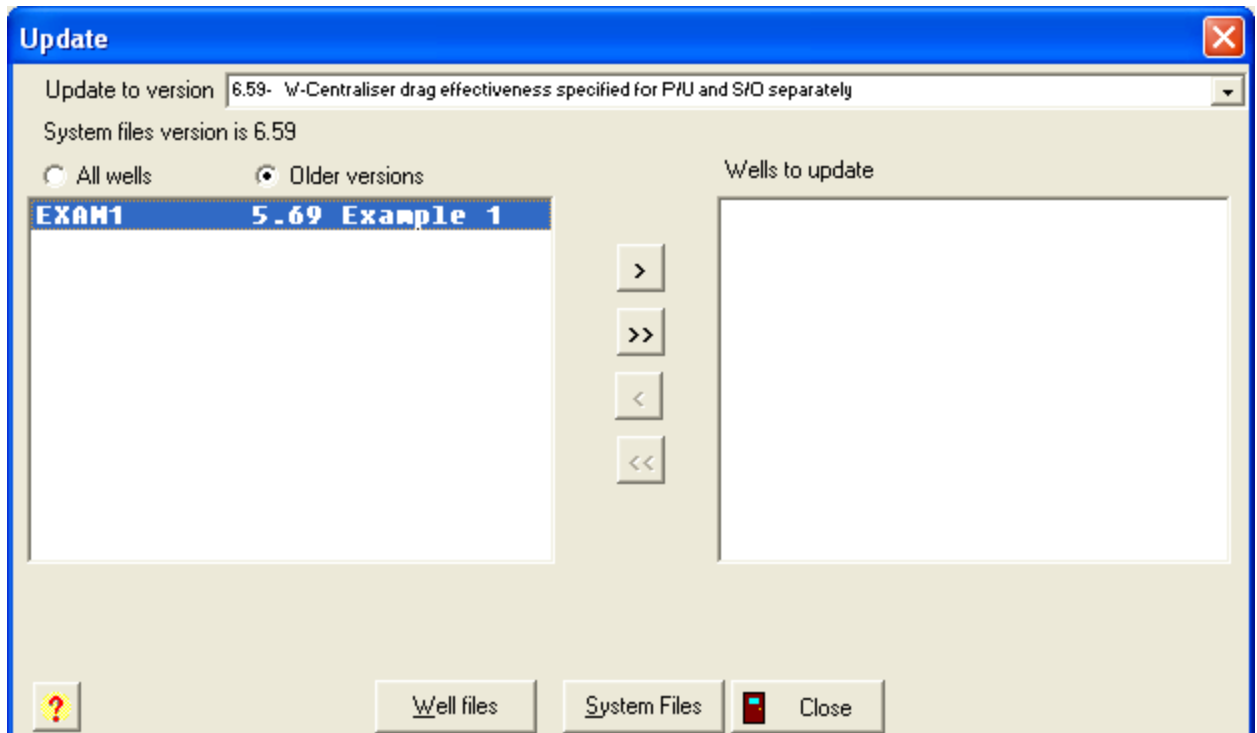 Update
Update to version 6.59- W-Centraliser drag effectiveness specified for P/U and S/O separately
System files version is 6.59
All wells Older versions Wells to update
EXAM1 5.69 Example 1
>
>>
<
<<
? Well files System Files Close